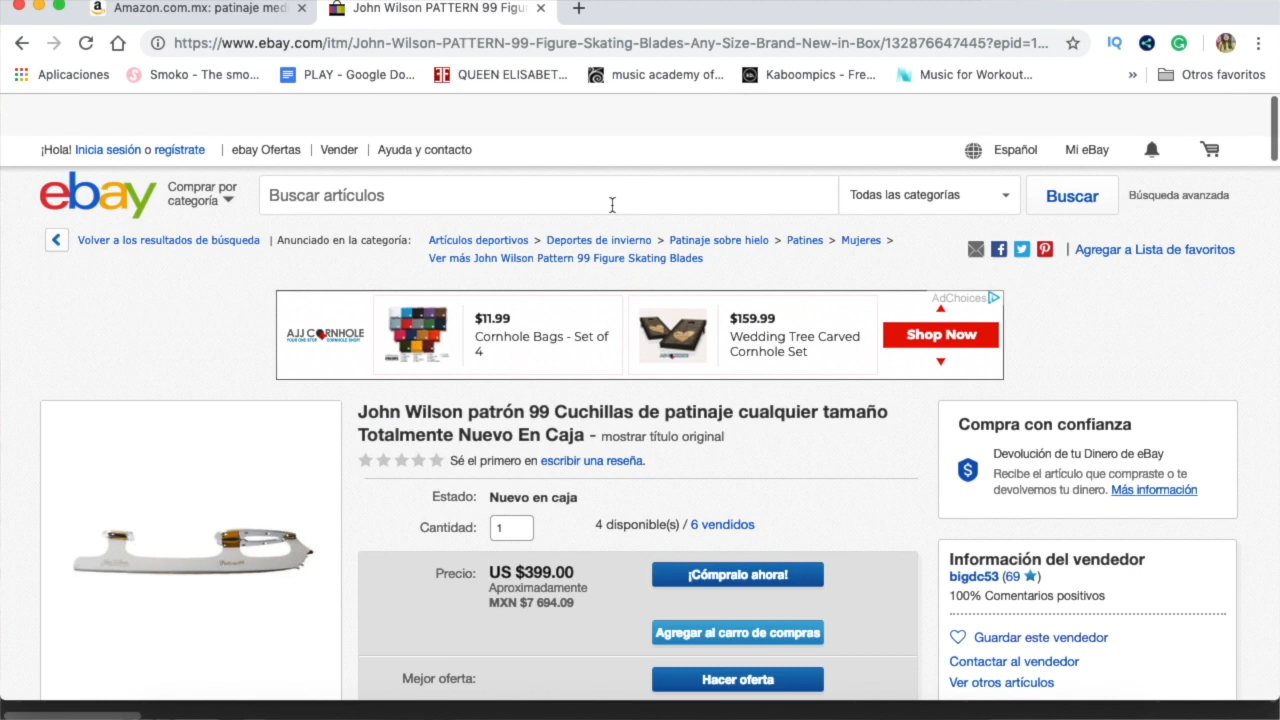 Amazon.com.mx: patinaje med
John Wilson PATTERN 99 Figu
https://www.ebay.com/itm/John-Wilson-PATTERN-99-Figure-Skating-Blades-Any-Size-Brand-New-in-Box/132876647445?epid=1...
IQ
Aplicaciones
Smoko - The smo...
PLAY - Google Do...
QUEEN ELISABET...
music academy of...
Kaboompics - Fre...
Music for Workout...
»
Otros favoritos
¡Hola! Inicia sesión o regístrate | ebay Ofertas | Vender | Ayuda y contacto
Español
Mi eBay
ebay
Comprar por
categoría
Buscar artículos
Todas las categorías
Buscar
Búsqueda avanzada
Volver a los resultados de búsqueda | Anunciado en la categoría:
Artículos deportivos > Deportes de invierno > Patinaje sobre hielo > Patines > Mujeres >
Ver más John Wilson Pattern 99 Figure Skating Blades
| Agregar a Lista de favoritos
AdChoices
AJJ CORNHOLE
$11.99
Cornhole Bags - Set of
4
$159.99
Wedding Tree Carved
Cornhole Set
Shop Now
John Wilson patrón 99 Cuchillas de patinaje cualquier tamaño
Totalmente Nuevo En Caja - mostrar título original
Sé el primero en escribir una reseña.
Estado: Nuevo en caja
Cantidad: 1
4 disponible(s) / 6 vendidos
Precio: US $399.00
Aproximadamente
MXN $7 694.09
¡Cómpralo ahora!
Agregar al carro de compras
Mejor oferta:
Hacer oferta
Compra con confianza
Devolución de tu Dinero de eBay
Recibe el artículo que compraste o te
devolvemos tu dinero. Más información
Información del vendedor
bigdc53 (69)
100% Comentarios positivos
Guardar este vendedor
Contactar al vendedor
Ver otros artículos